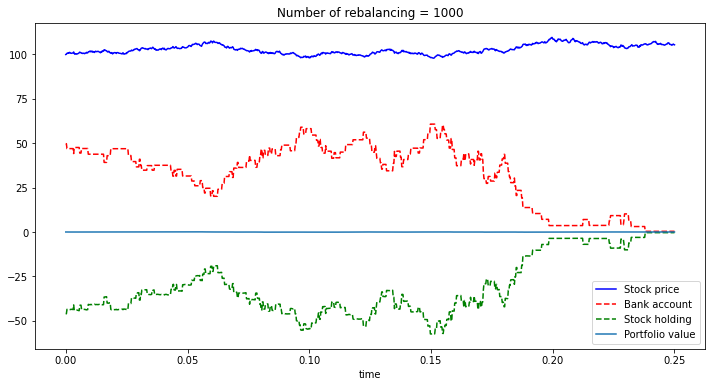 Number of rebalancing = 1000
100
75
50
25
0
−25
−50
0.00
0.05
0.10
0.15
0.20
0.25
time
Stock price
Bank account
Stock holding
Portfolio value